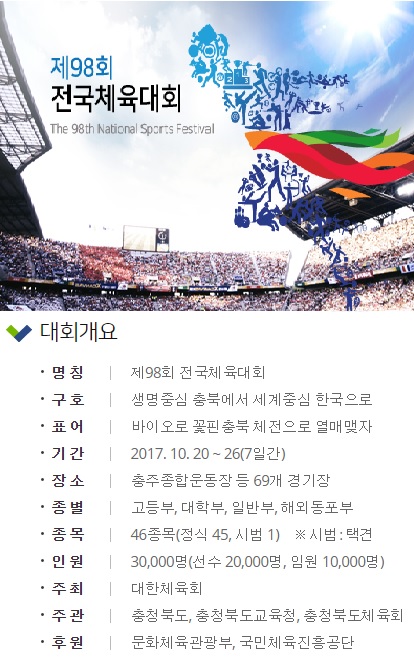 제98회
전국체육대회
The 98th National Sports Festival
대회개요
· 명 칭 | 제98회 전국체육대회
· 구 호 | 생명중심 충북에서 세계중심 한국으로
· 표 어 | 바이오로 꽃핀충북 체전으로 열매맺자
· 기 간 | 2017. 10. 20 ~ 26(7일간)
· 장 소 | 충주종합운동장 등 69개 경기장
· 종 별 | 고등부, 대학부, 일반부, 해외동포부
· 종 목 | 46종목(정식 45, 시범 1) ※ 시범 : 택견
· 인 원 | 30,000명(선수 20,000명, 임원 10,000명)
· 주 최 | 대한체육회
· 주 관 | 충청북도, 충청북도교육청, 충청북도체육회
· 후 원 | 문화체육관광부, 국민체육진흥공단